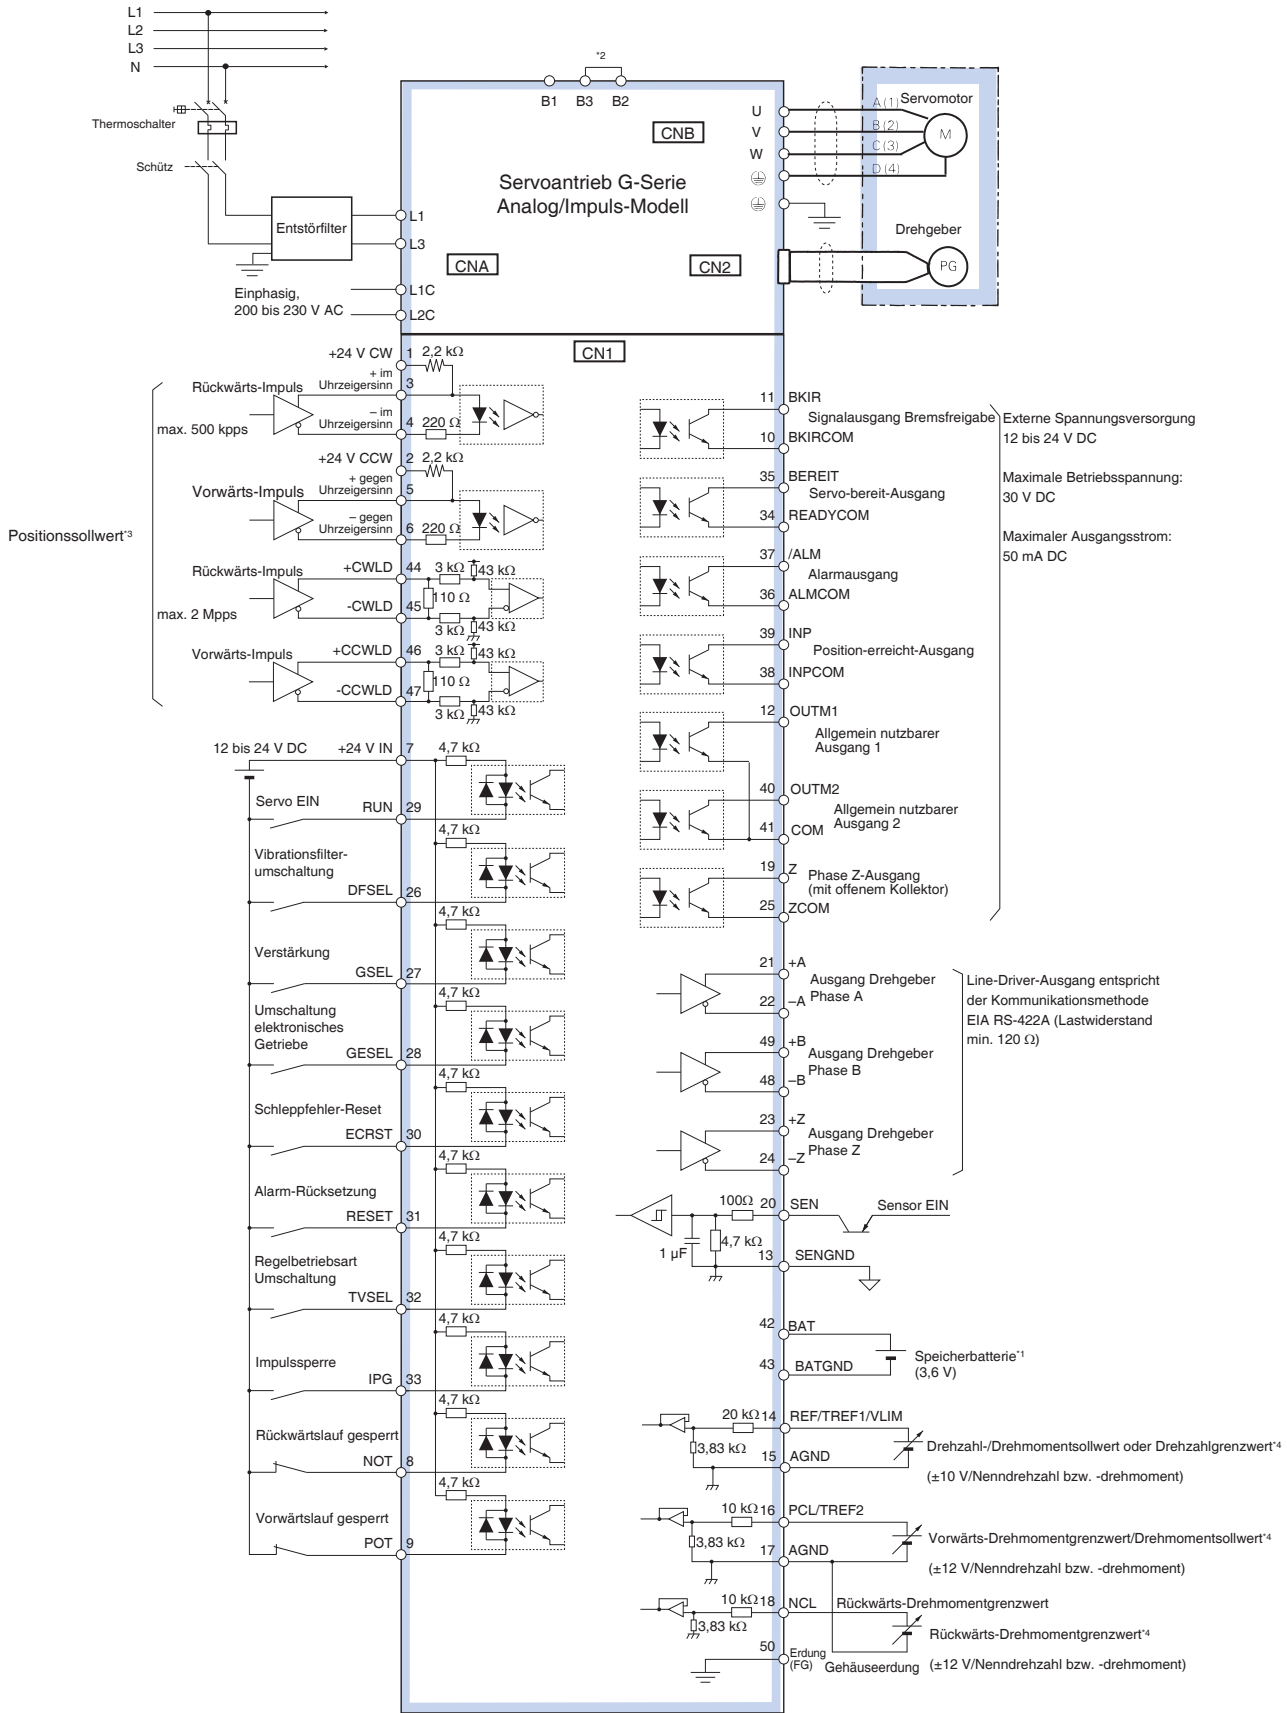 L1
L2
L3
N
Thermoschalter
Schütz
Entstörfilter
L1
L3
Einphasig,
200 bis 230 V AC
L1C
L2C
*2
B1 B3 B2
CNB
Servoantrieb G-Serie
Analog/Impuls-Modell
CNA
CN2
U
V
W
A (1)
B (2)
C (3)
D (4)
Servomotor
M
Drehgeber
PG
CN1
Positionssollwert*3
+24 V CW 1 2,2 kΩ
Rückwärts-Impuls
+ im
Uhrzeigersinn 3
max. 500 kpps
– im
Uhrzeigersinn 4 220 Ω
+24 V CCW 2 2,2 kΩ
Vorwärts-Impuls
+ gegen
Uhrzeigersinn 5
– gegen
Uhrzeigersinn 6 220 Ω
Rückwärts-Impuls
+CWLD 44 3 kΩ 43 kΩ
110 Ω
max. 2 Mpps
-CWLD 45 3 kΩ 43 kΩ
Vorwärts-Impuls
+CCWLD 46 3 kΩ 43 kΩ
110 Ω
-CCWLD 47 3 kΩ 43 kΩ
12 bis 24 V DC +24 V IN 7 4,7 kΩ
Servo EIN
RUN 29
4,7 kΩ
Vibrationsfilter-
umschaltung
DFSEL 26
4,7 kΩ
Verstärkung
GSEL 27
4,7 kΩ
Umschaltung
elektronisches
Getriebe
GESEL 28
4,7 kΩ
Schleppfehler-Reset
ECRST 30
4,7 kΩ
Alarm-Rücksetzung
RESET 31
4,7 kΩ
Regelbetriebsart
Umschaltung
TVSEL 32
4,7 kΩ
Impulssperre
IPG 33
4,7 kΩ
Rückwärtslauf gesperrt
NOT 8
4,7 kΩ
Vorwärtslauf gesperrt
POT 9
11 BKIR
Signalausgang Bremsfreigabe
10 BKIRCOM
35 BEREIT
Servo-bereit-Ausgang
34 READYCOM
37 /ALM
Alarmausgang
36 ALMCOM
39 INP
Position-erreicht-Ausgang
38 INPCOM
12 OUTM1
Allgemein nutzbarer
Ausgang 1
40 OUTM2
Allgemein nutzbarer
Ausgang 2
41 COM
19 Z
Phase Z-Ausgang
(mit offenem Kollektor)
25 ZCOM
Externe Spannungsversorgung
12 bis 24 V DC
Maximale Betriebsspannung:
30 V DC
Maximaler Ausgangsstrom:
50 mA DC
21 +A
Ausgang Drehgeber
Phase A
22 –A
49 +B
Ausgang Drehgeber
Phase B
48 –B
23 +Z
Ausgang Drehgeber
Phase Z
24 –Z
Line-Driver-Ausgang entspricht
der Kommunikationsmethode
EIA RS-422A (Lastwiderstand
min. 120 Ω)
100Ω 20 SEN Sensor EIN
1 µF 4,7 kΩ
13 SENGND
42 BAT
Speicherbatterie*1
(3,6 V)
43 BATGND
20 kΩ 14 REF/TREF1/VLIM
3,83 kΩ
Drehzahl-/Drehmomentsollwert oder Drehzahlgrenzwert*4
15 AGND
(±10 V/Nenndrehzahl bzw. -drehmoment)
10 kΩ 16 PCL/TREF2
3,83 kΩ
Vorwärts-Drehmomentgrenzwert/Drehmomentsollwert*4
17 AGND
(±12 V/Nenndrehzahl bzw. -drehmoment)
10 kΩ 18 NCL Rückwärts-Drehmomentgrenzwert
3,83 kΩ
Rückwärts-Drehmomentgrenzwert*4
50 Erdung
(FG) Gehäuseerdung (±12 V/Nenndrehzahl bzw. -drehmoment)